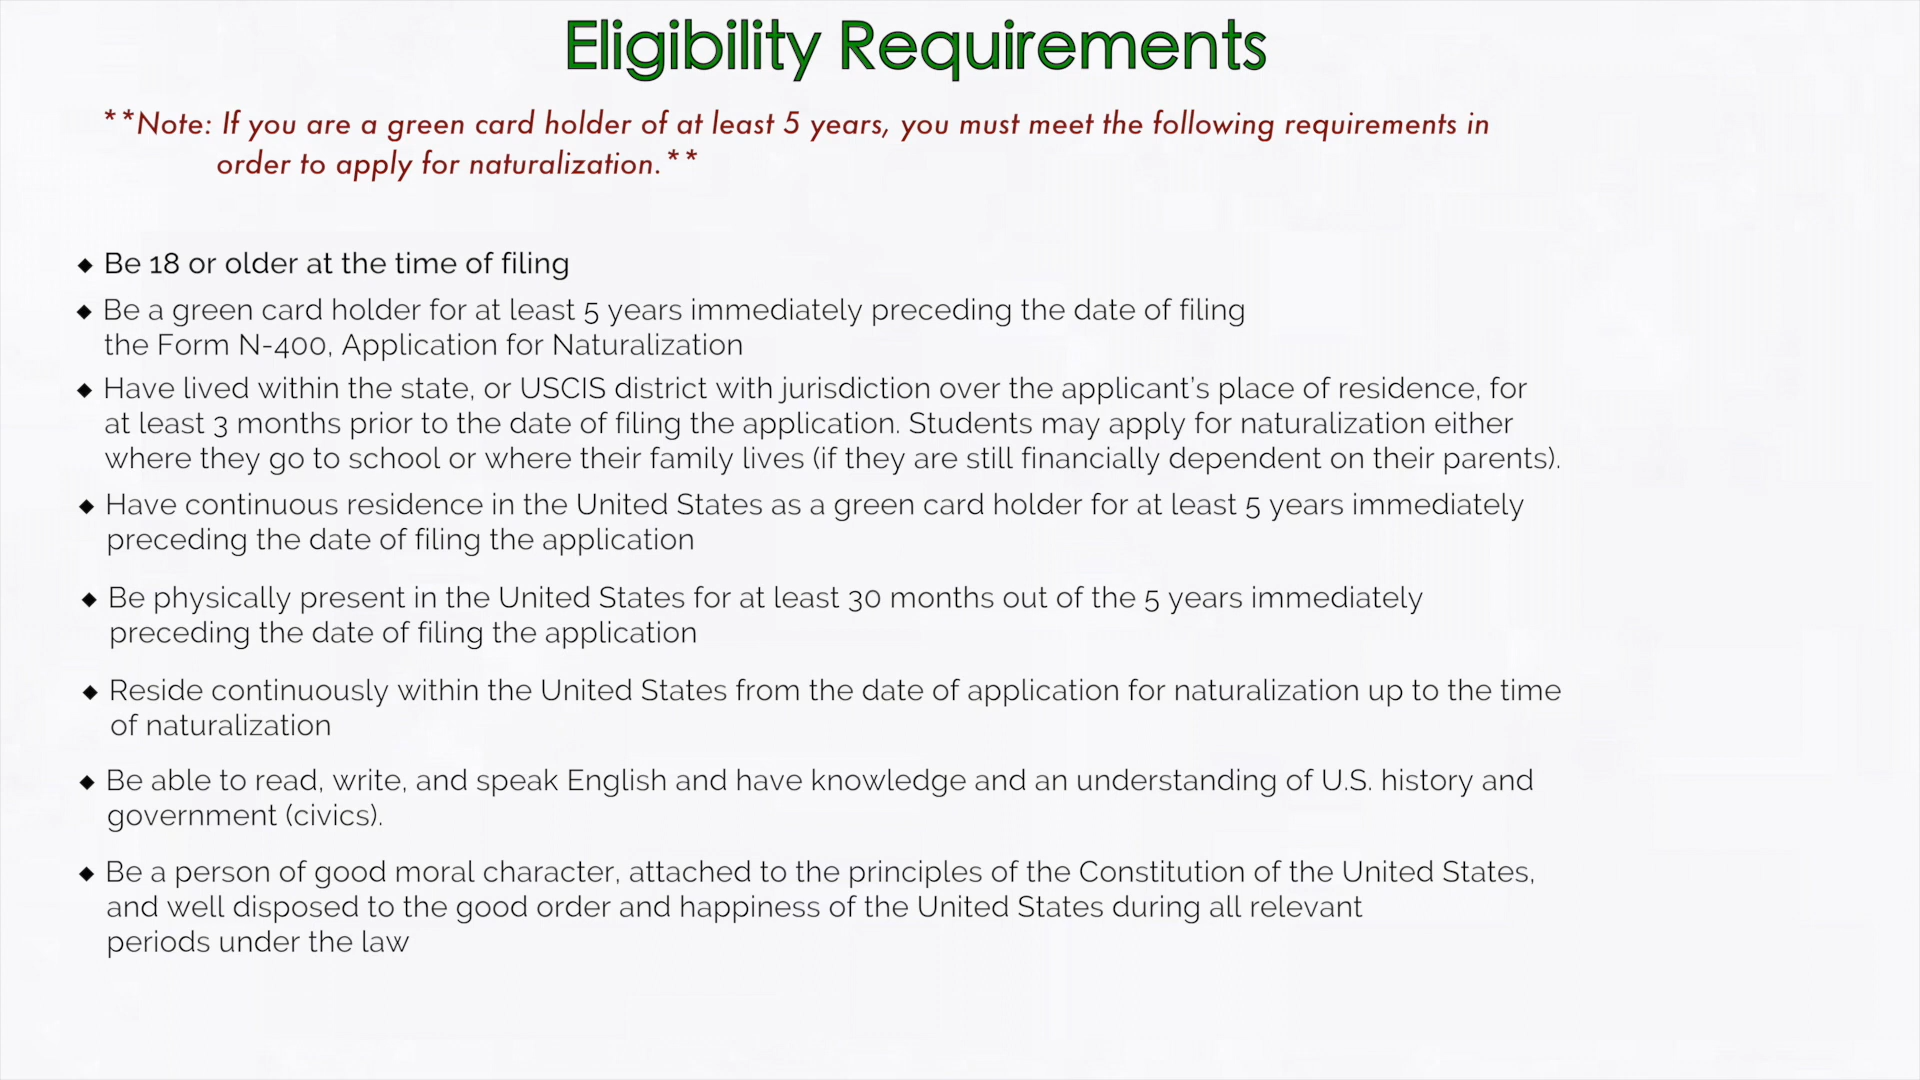 Eligibility Requirements
**Note: If you are a green card holder of at least 5 years, you must meet the following requirements in
order to apply for naturalization.**
◆ Be 18 or older at the time of filing
◆ Be a green card holder for at least 5 years immediately preceding the date of filing
the Form N-400, Application for Naturalization
◆ Have lived within the state, or USCIS district with jurisdiction over the applicant's place of residence, for
at least 3 months prior to the date of filing the application. Students may apply for naturalization either
where they go to school or where their family lives (if they are still financially dependent on their parents).
◆ Have continuous residence in the United States as a green card holder for at least 5 years immediately
preceding the date of filing the application
◆ Be physically present in the United States for at least 30 months out of the 5 years immediately
preceding the date of filing the application
◆ Reside continuously within the United States from the date of application for naturalization up to the time
of naturalization
◆ Be able to read, write, and speak English and have knowledge and an understanding of U.S. history and
government (civics).
◆ Be a person of good moral character, attached to the principles of the Constitution of the United States,
and well disposed to the good order and happiness of the United States during all relevant
periods under the law